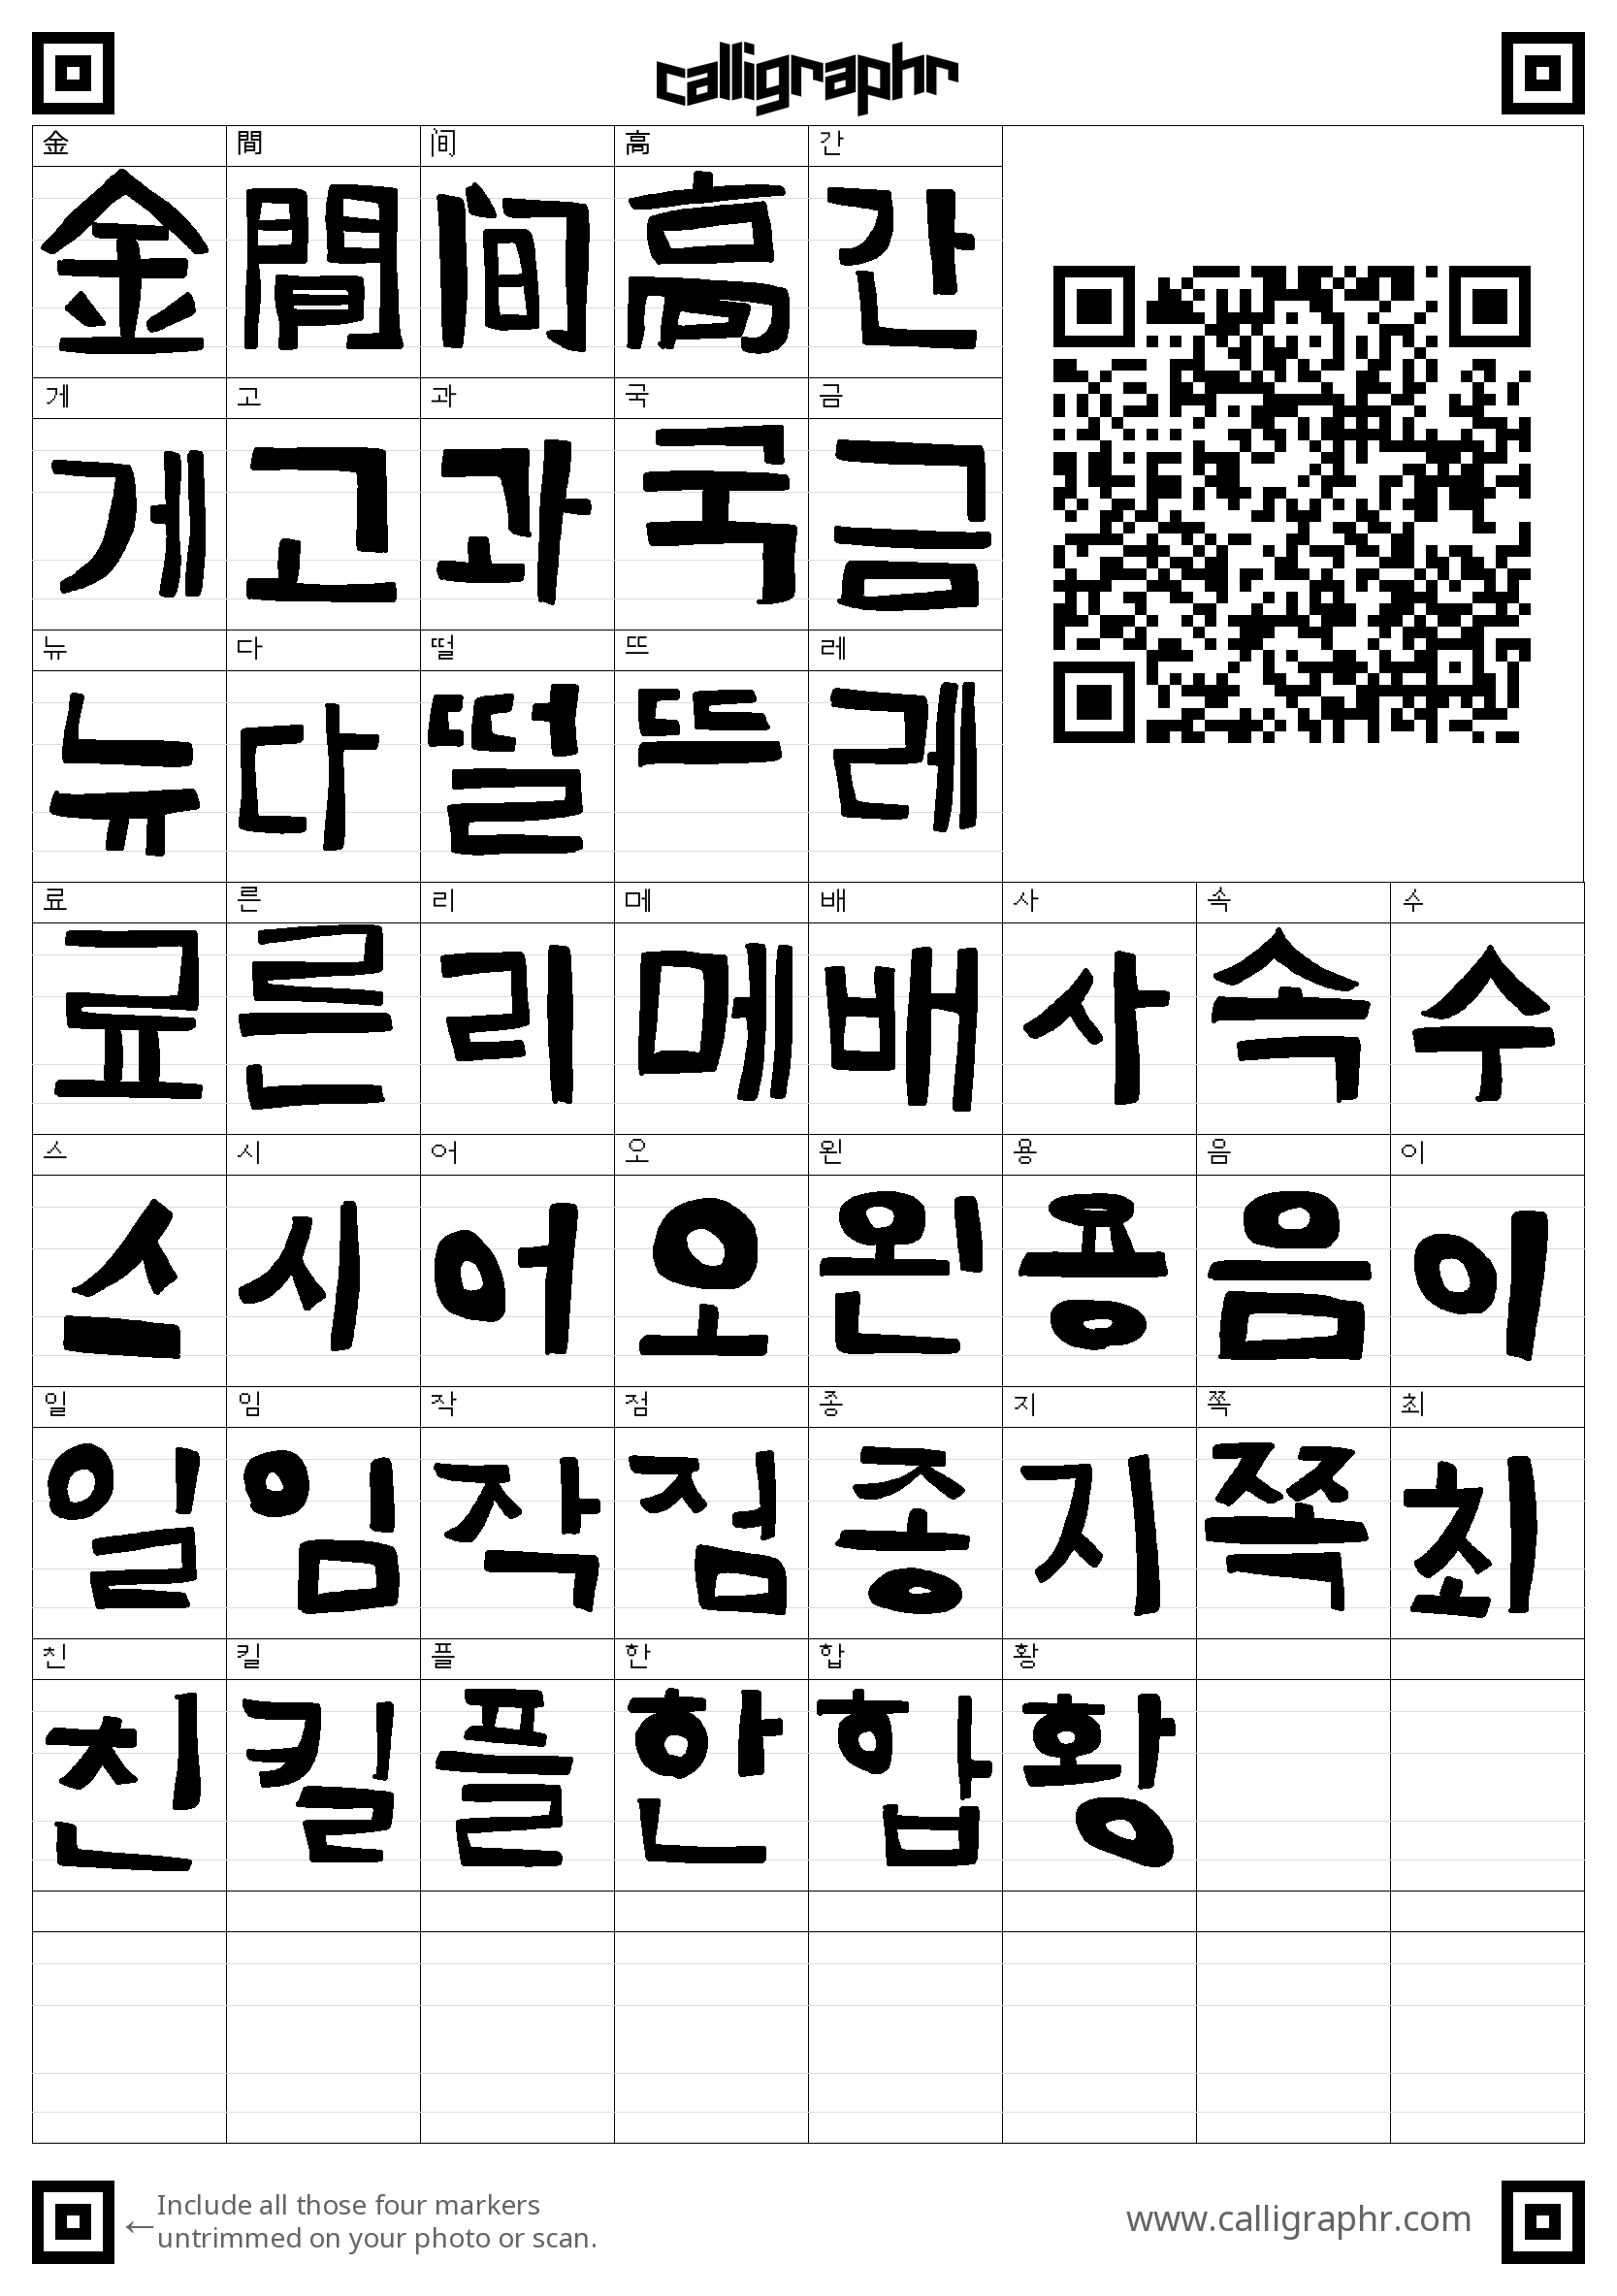 calligraphr
金 間 间 高 간
金 間 间 高 간
게 고 과 국 금
게 고 과 국 금
뉴 다 떨 뜨 레
뉴 다 떨 뜨 레
료 른 리 메 배 사 속 수
료 른 리 메 배 사 속 수
스 시 어 오 왼 용 음 이
스 시 어 오 왼 용 음 이
일 임 작 점 종 지 쪽 최
일 임 작 점 종 지 쪽 최
친 킬 플 한 합 황
친 킬 플 한 합 황
←Include all those four markers
untrimmed on your photo or scan.
www.calligraphr.com